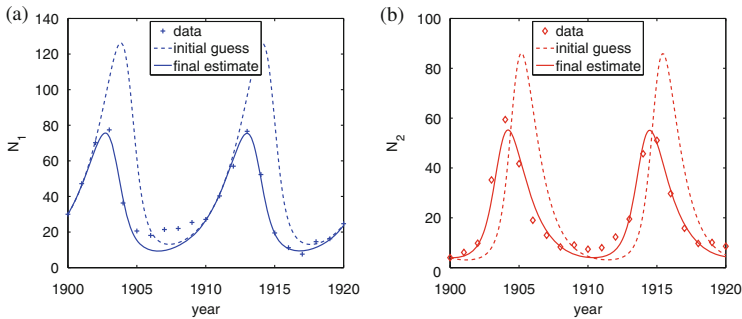 (a)
140
120
100
80
60
40
20
0
N1
data
initial guess
final estimate
1900
1905
1910
1915
1920
year
(b)
100
80
60
40
20
0
N2
data
initial guess
final estimate
1900
1905
1910
1915
1920
year